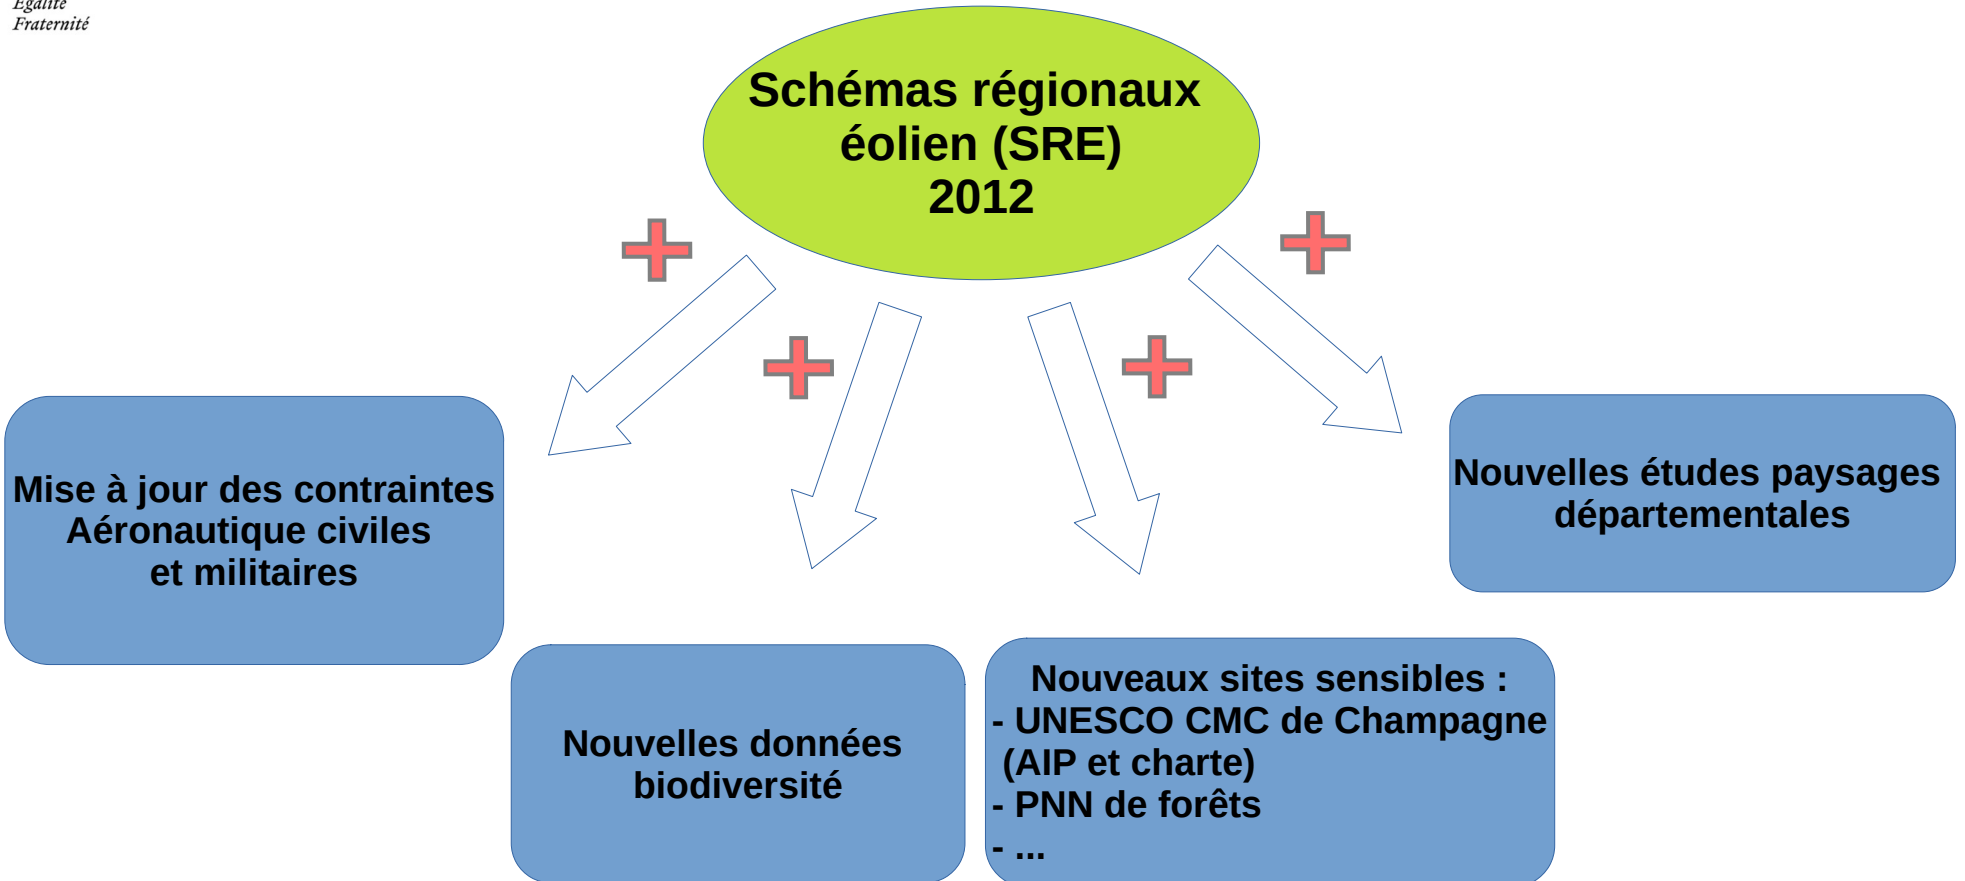 Égalité
Fraternité
Schémas régionaux
éolien (SRE)
2012
Mise à jour des contraintes
Aéronautique civiles
et militaires
Nouvelles données
biodiversité
Nouveaux sites sensibles :
- UNESCO CMC de Champagne
(AIP et charte)
- PNN de forêts
- ...
Nouvelles études paysages
départementales